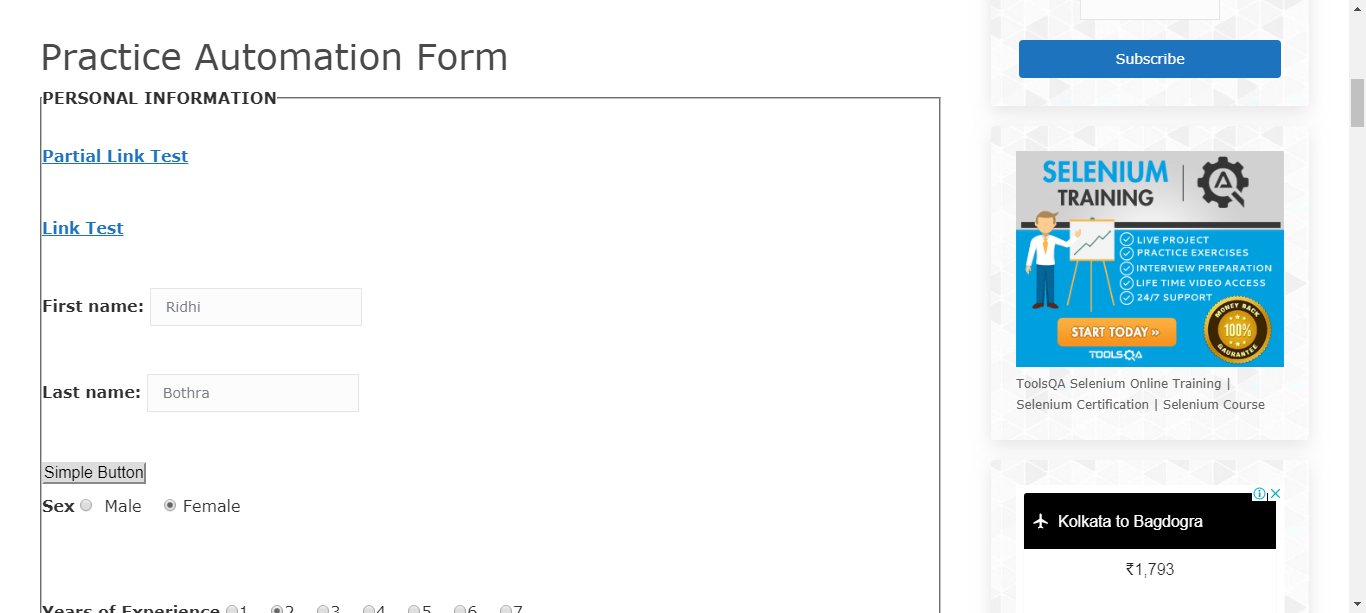 Practice Automation Form
PERSONAL INFORMATION
Partial Link Test
Link Test
First name: Ridhi
Last name: Bothra
Simple Button
Sex Male Female
Years of Experience 1 2 3 4 5 6 7
Subscribe
SELENIUM
TRAINING
LIVE PROJECT
PRACTICE EXERCISES
INTERVIEW PREPARATION
LIFE TIME VIDEO ACCESS
24/7 SUPPORT
MONEY BACK
100%
GAURANTEE
START TODAY »
TOOLSQA
ToolsQA Selenium Online Training |
Selenium Certification | Selenium Course
Kolkata to Bagdogra
₹1,793